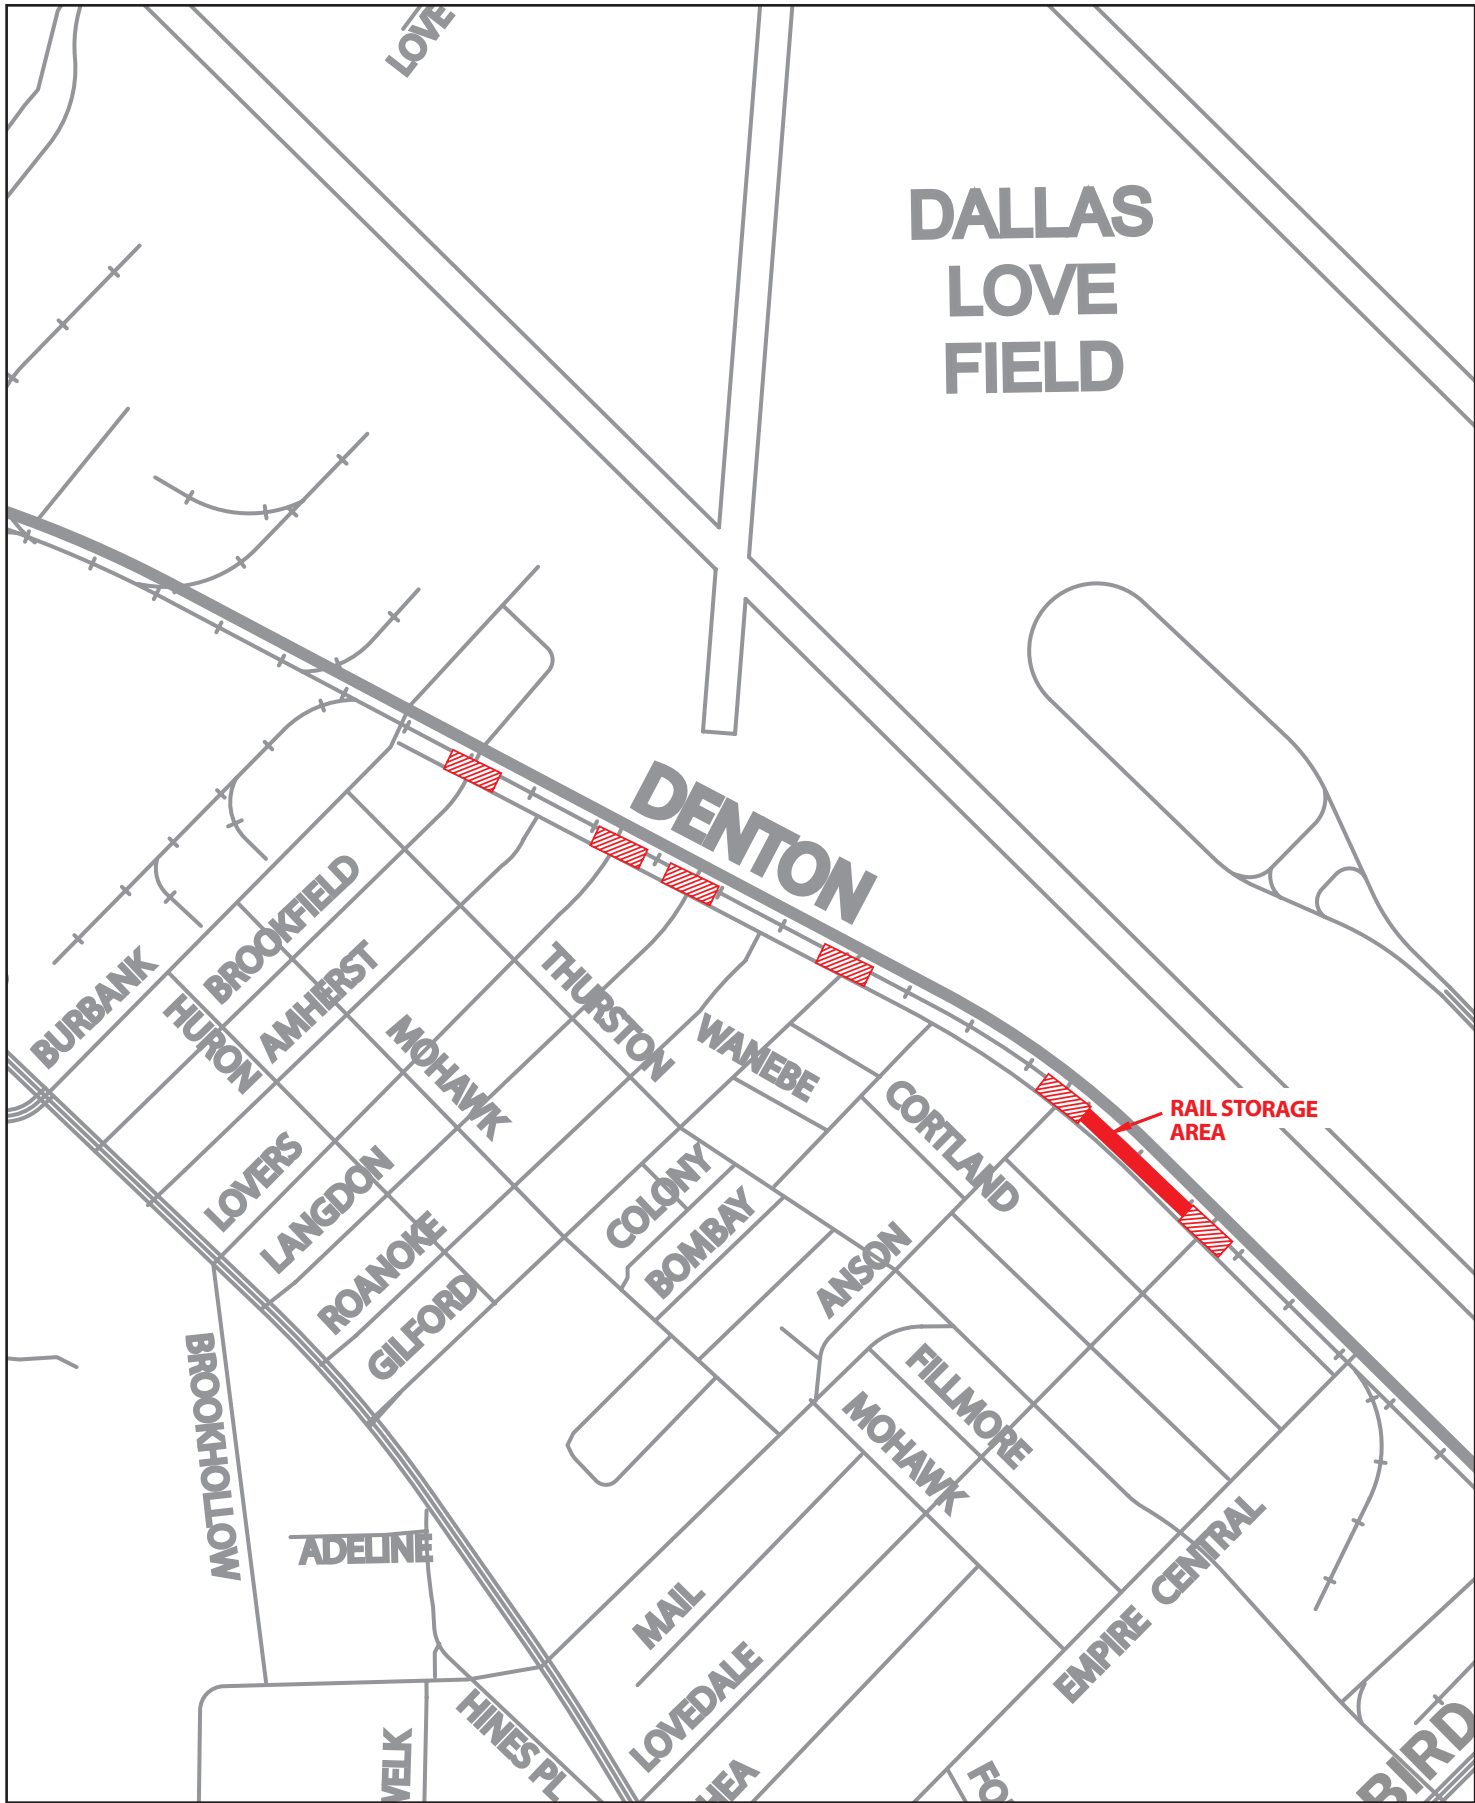 LOVE
DALLAS
LOVE
FIELD
DENTON
BROOKFIELD
BURBANK
AMHERST
HURON
THURSTON
MOHAWK
WANEBE
CORTLAND
RAIL STORAGE
AREA
LOVERS
LANGDON
COLONY
BOMBAY
ROANOKE
GILFORD
ANSON
BROOKHOLLOW
FILLMORE
MOHAWK
ADELINE
EMPIRE CENTRAL
MAIL
LOVEDALE
HINES PL
BIRD